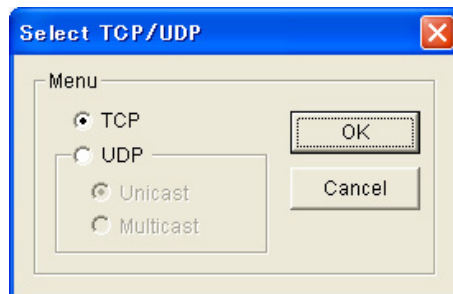 Select TCP/UDP
Menu
TCP
OK
UDP
Unicast
Cancel
Multicast